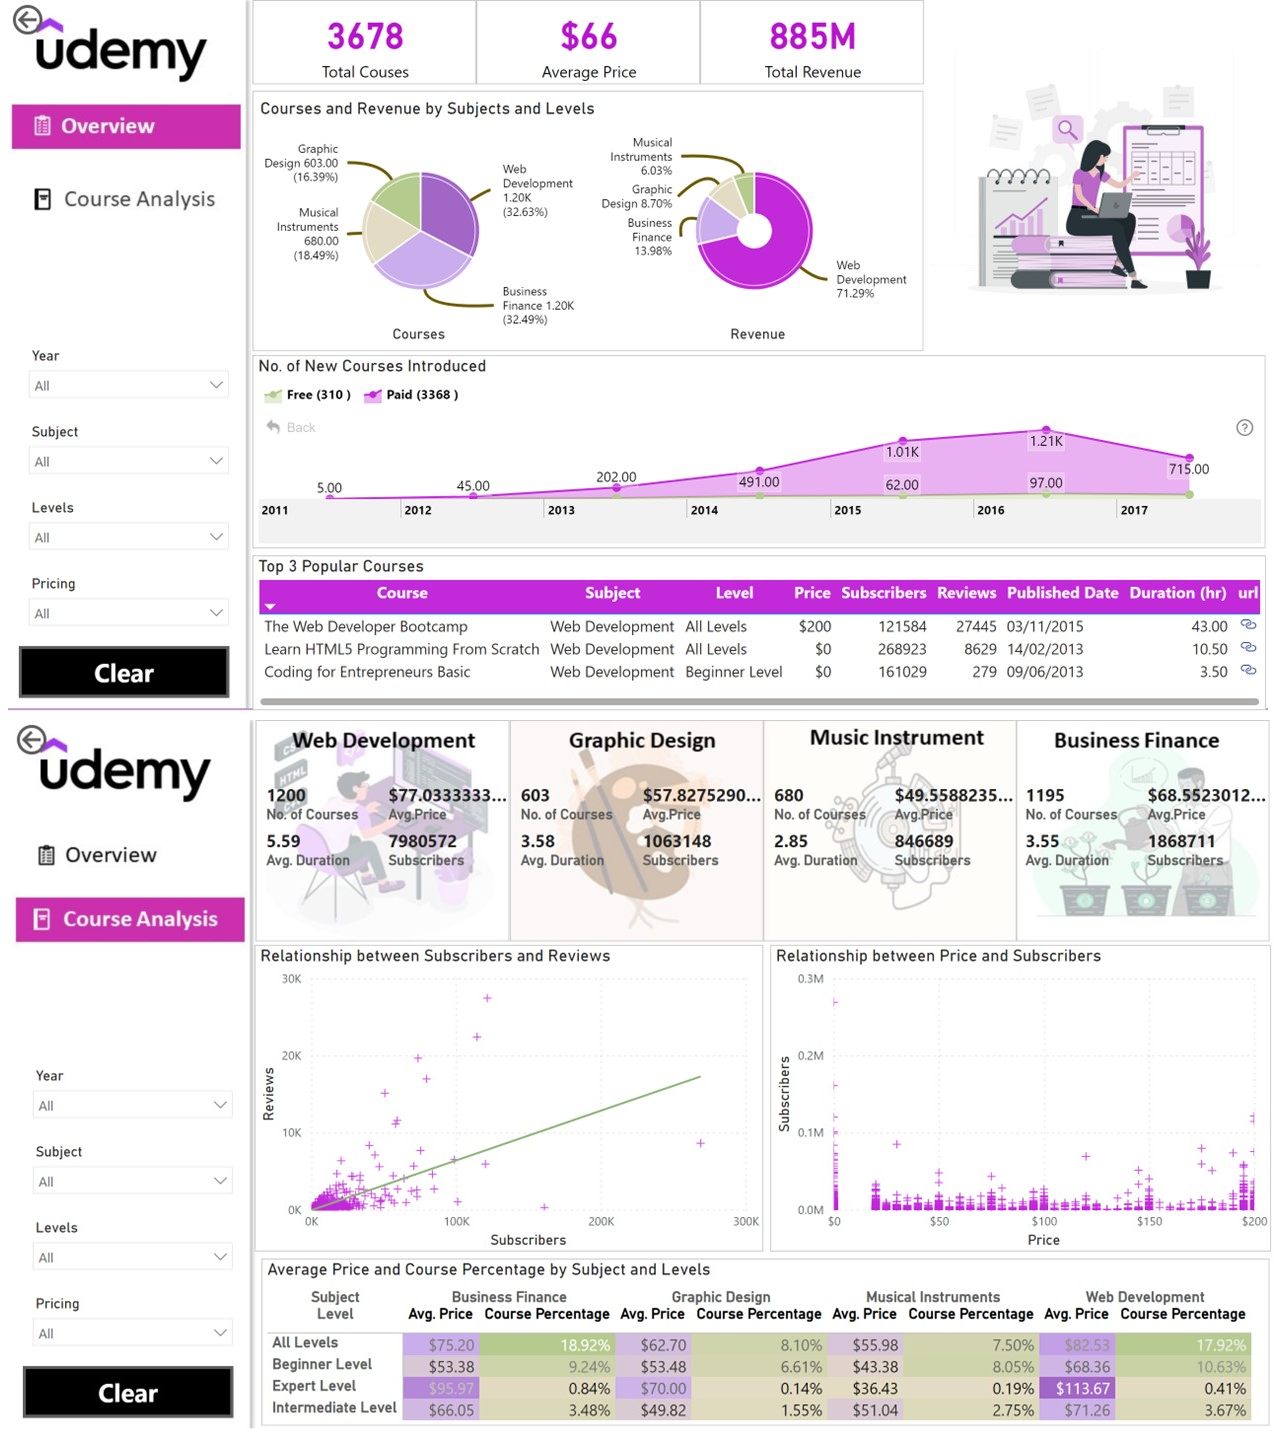 udemy
Overview
Course Analysis
Year
All
Subject
All
Levels
All
Pricing
All
Clear
3678
Total Couses
$66
Average Price
885M
Total Revenue
Courses and Revenue by Subjects and Levels
Graphic
Design 603.00
(16.39%)
Musical
Instruments
680.00
(18.49%)
Web
Development
1.20K
(32.63%)
Business
Finance 1.20K
(32.49%)
Courses
Musical
Instruments
6.03%
Graphic
Design 8.70%
Business
Finance
13.98%
Web
Development
71.29%
Revenue
No. of New Courses Introduced
Free (310 ) Paid (3368 )
Back
?
5.00 45.00 202.00 491.00 1.01K 1.21K 715.00
62.00 97.00
2011 2012 2013 2014 2015 2016 2017
Top 3 Popular Courses
Course Subject Level Price Subscribers Reviews Published Date Duration (hr) url
The Web Developer Bootcamp Web Development All Levels $200 121584 27445 03/11/2015 43.00
Learn HTML5 Programming From Scratch Web Development All Levels $0 268923 8629 14/02/2013 10.50
Coding for Entrepreneurs Basic Web Development Beginner Level $0 161029 279 09/06/2013 3.50
udemy
Overview
Course Analysis
Year
All
Subject
All
Levels
All
Pricing
All
Clear
Web Development
HTML
1200 $77.0333333...
No. of Courses Avg.Price
5.59 7980572
Avg. Duration Subscribers
Graphic Design
603 $57.8275290...
No. of Courses Avg.Price
3.58 1063148
Avg. Duration Subscribers
Music Instrument
680 $49.5588235...
No. of Courses Avg.Price
2.85 846689
Avg. Duration Subscribers
Business Finance
1195 $68.5523012...
No. of Courses Avg.Price
3.55 1868711
Avg. Duration Subscribers
Relationship between Subscribers and Reviews
30K
20K
10K
0K
Reviews
0K 100K 200K 300K
Subscribers
Relationship between Price and Subscribers
0.3M
0.2M
0.1M
0.0M
Subscribers
$0 $50 $100 $150 $200
Price
Average Price and Course Percentage by Subject and Levels
Subject Business Finance Graphic Design Musical Instruments Web Development
Level Avg. Price Course Percentage Avg. Price Course Percentage Avg. Price Course Percentage Avg. Price Course Percentage
All Levels $75.20 18.92% $62.70 8.10% $55.98 7.50% $82.53 17.92%
Beginner Level $53.38 9.24% $53.48 6.61% $43.38 8.05% $68.36 10.63%
Expert Level $95.97 0.84% $70.00 0.14% $36.43 0.19% $113.67 0.41%
Intermediate Level $66.05 3.48% $49.82 1.55% $51.04 2.75% $71.26 3.67%